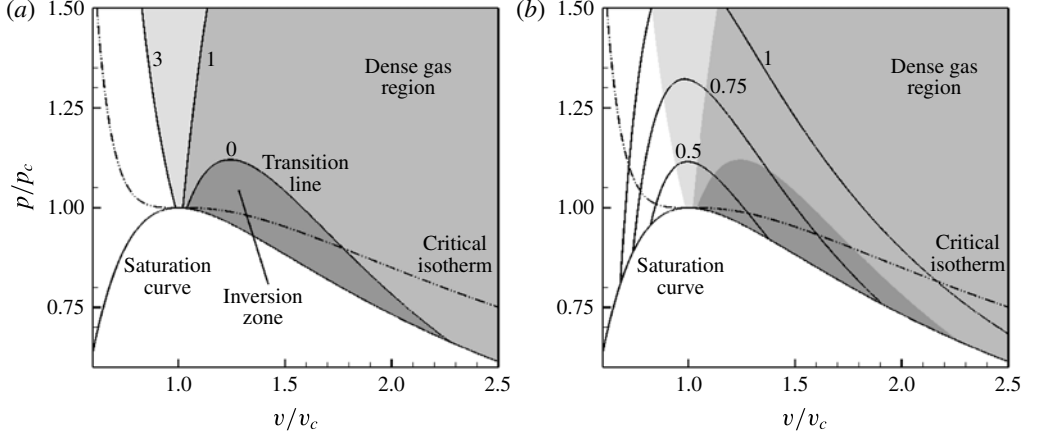 (a)
1.50
1.25
1.00
0.75
p/p_c
3
1
0
Dense gas
region
Transition
line
Critical
isotherm
Saturation
curve
Inversion
zone
1.0
1.5
2.0
2.5
v/v_c
(b)
1.50
1.25
1.00
0.75
1
0.75
0.5
Dense gas
region
Critical
isotherm
Saturation
curve
1.0
1.5
2.0
2.5
v/v_c